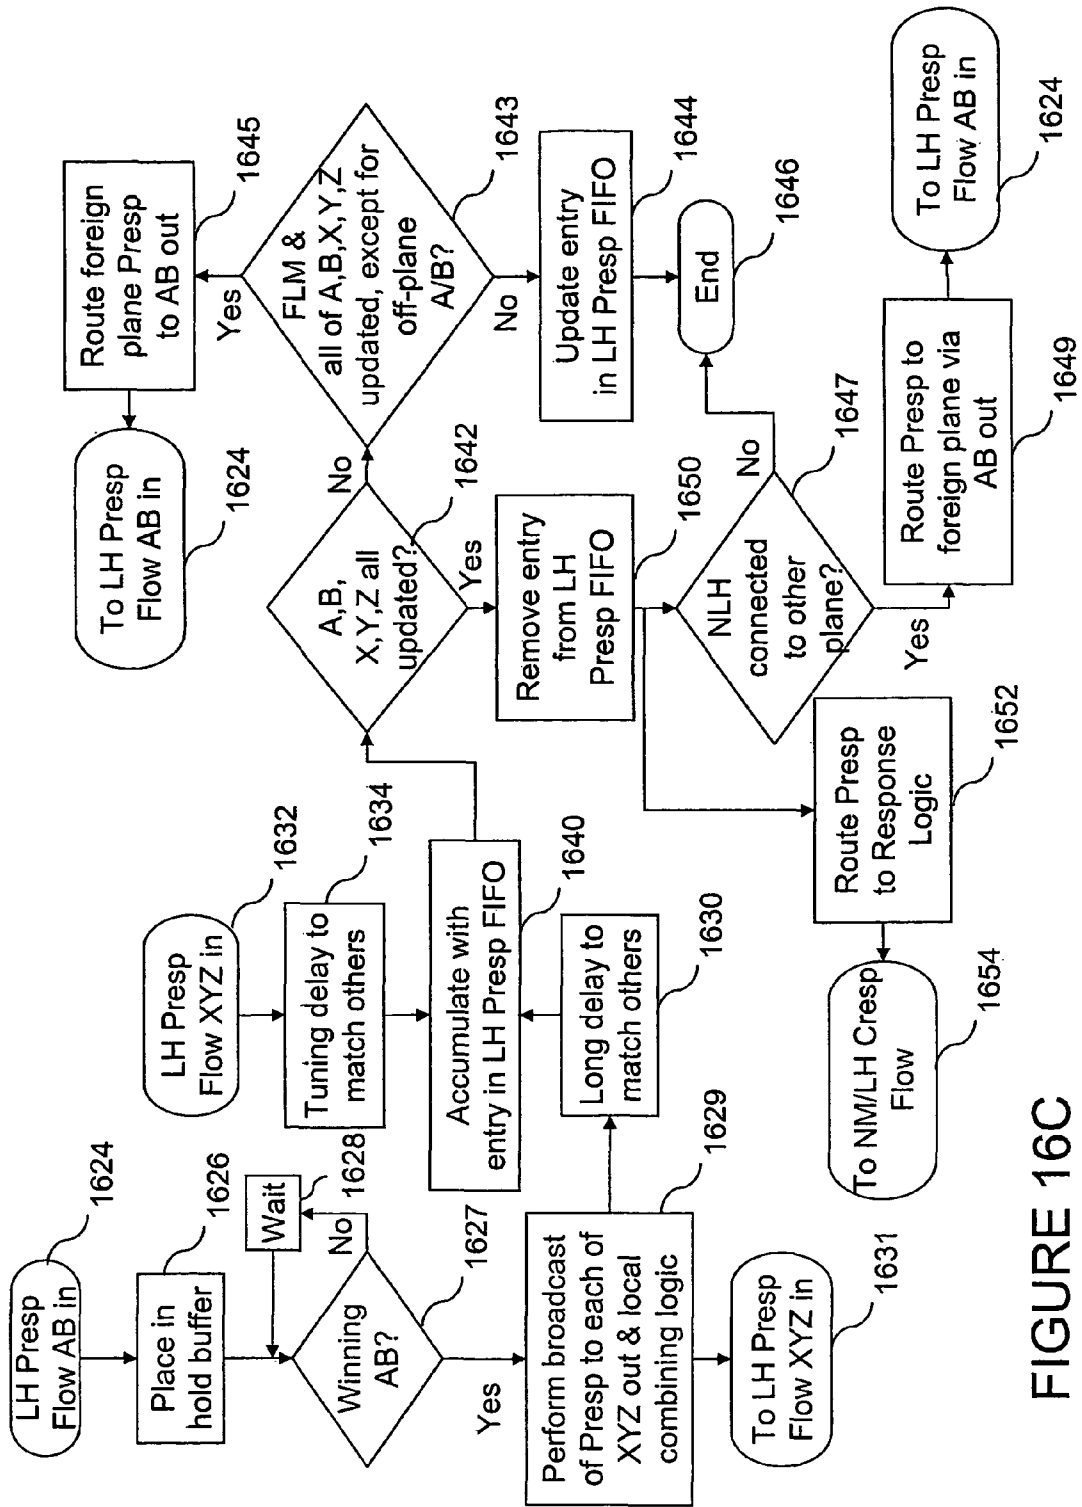 LH Presp
Flow AB in
1624
Place in
hold buffer
1626
Wait
1628
No
Winning
AB?
1627
Yes
Perform broadcast
of Presp to each of
XYZ out & local
combining logic
1629
To LH Presp
Flow XYZ in
1631
LH Presp
Flow XYZ in
1632
Tuning delay to
match others
1634
Accumulate with
entry in LH Presp FIFO
1640
Long delay to
match others
1630
A,B,
X,Y,Z all
updated?
1642
No
Yes
FLM &
all of A,B,X,Y,Z
updated, except for
off-plane
A/B?
1643
Yes
No
Route foreign
plane Presp
to AB out
1645
To LH Presp
Flow AB in
1624
Update entry
in LH Presp FIFO
1644
End
1646
Remove entry
from LH
Presp FIFO
1650
NLH
connected
to other
plane?
1647
No
Yes
Route Presp to
foreign plane via
AB out
1649
To LH Presp
Flow AB in
1624
Route Presp
to Response
Logic
1652
To NM/LH Cresp
Flow
1654
FIGURE 16C